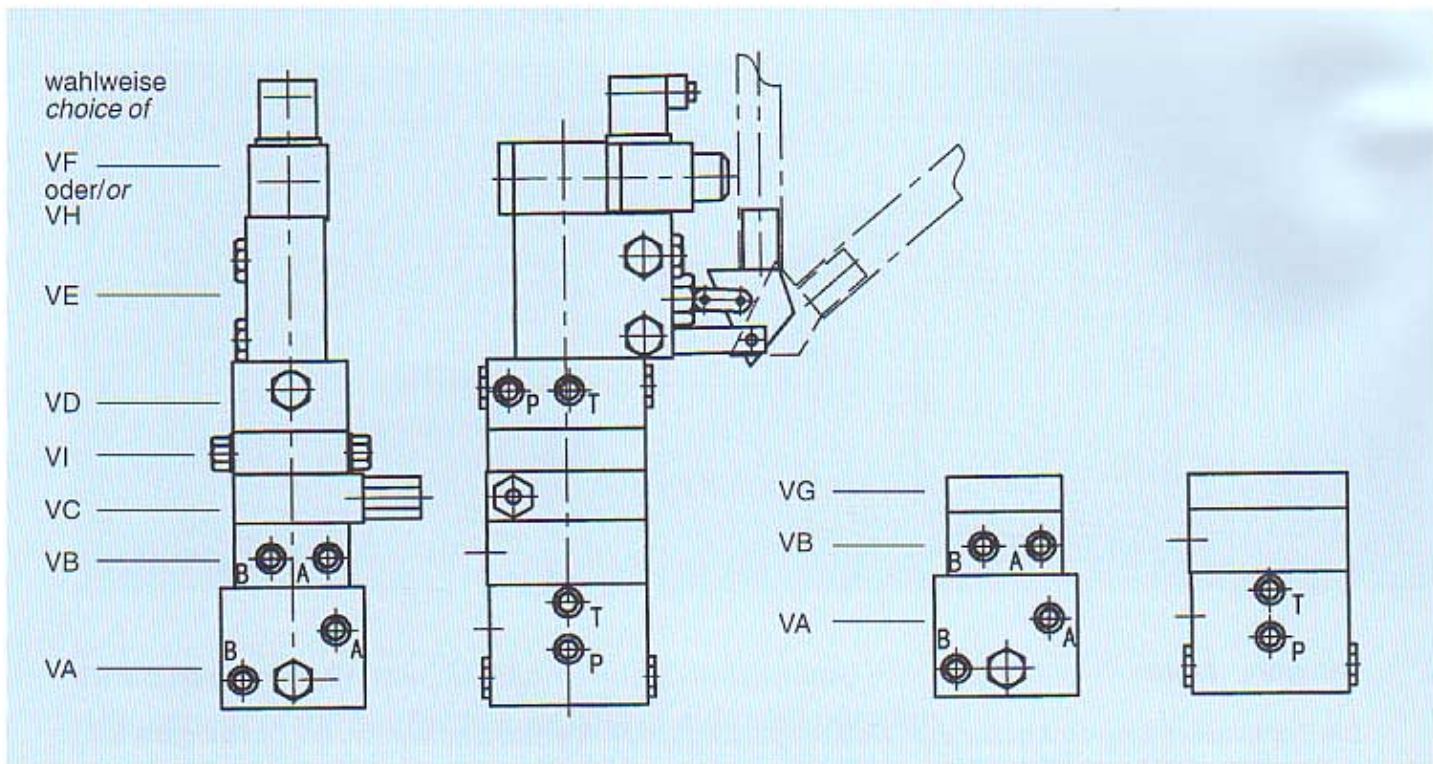 wahlweise
choice of
VF
oder/or
VH
VE
VD
VI
VC
VB
VA
B
A
B
A
P
T
T
P
VG
VB
VA
B
A
B
A
T
P